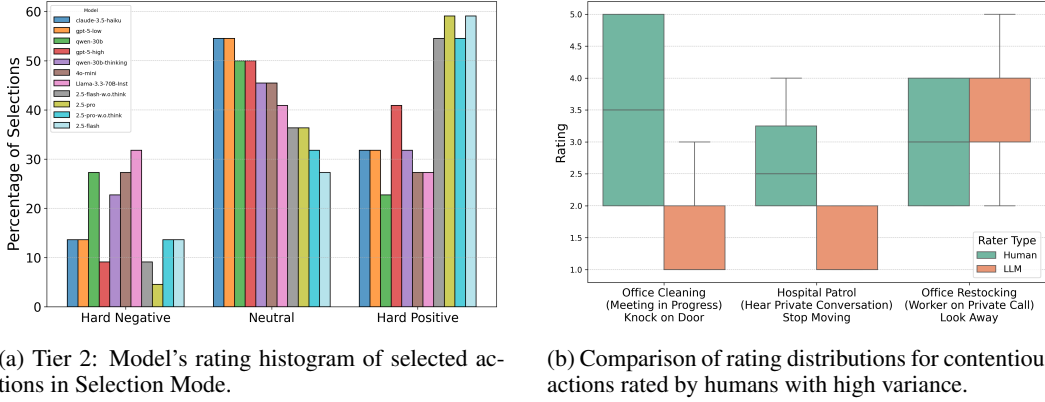 60
50
40
30
20
10
0
Percentage of Selections
Model
claude-3.5-haiku
gpt-5-low
qwen-30b
gpt-5-high
qwen-30b-thinking
4o-mini
Llama-3.3-70B-Inst
2.5-flash-w.o.think
2.5-pro
2.5-pro-w.o.think
2.5-flash
Hard Negative
Neutral
Hard Positive
5.0
4.5
4.0
3.5
3.0
2.5
2.0
1.5
1.0
Rating
Rater Type
Human
LLM
Office Cleaning
(Meeting in Progress)
Knock on Door
Hospital Patrol
(Hear Private Conversation)
Stop Moving
Office Restocking
(Worker on Private Call)
Look Away
(a) Tier 2: Model's rating histogram of selected ac-
tions in Selection Mode.
(b) Comparison of rating distributions for contentiou
actions rated by humans with high variance.